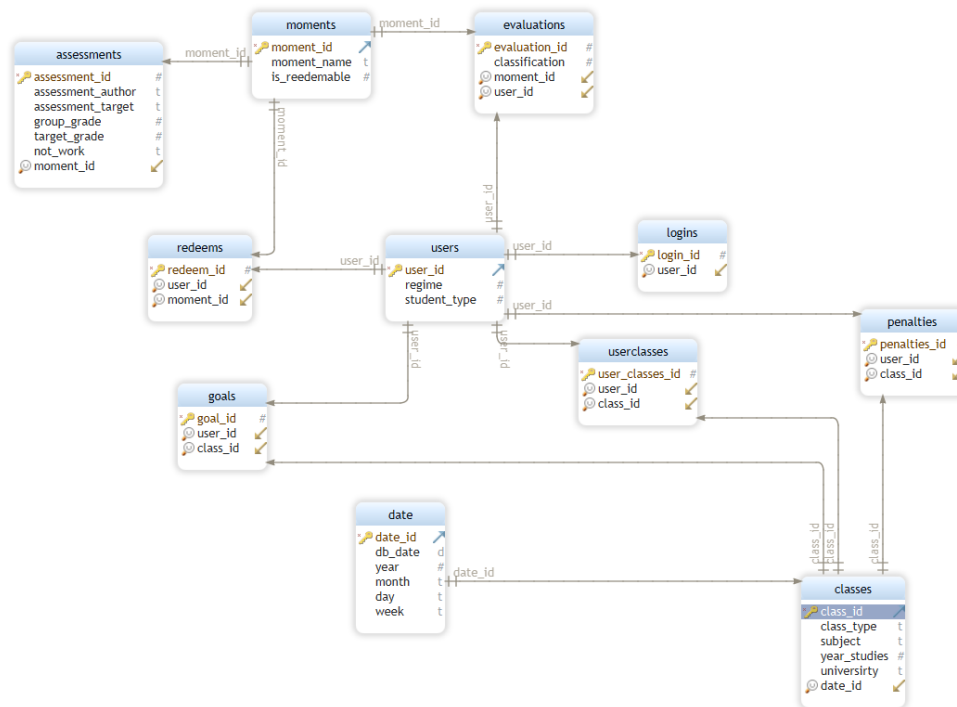 moments
moment_id #
moment_name t
is_reedemable #
moment_id
evaluations
evaluation_id #
classification #
moment_id
user_id
moment_id
assessments
assessment_id #
assessment_author t
assessment_target t
group_grade #
target_grade #
not_work t
moment_id
moment_id
user_id
redeems
redeem_id #
user_id
moment_id
user_id
users
user_id
regime #
student_type #
user_id
logins
login_id #
user_id
user_id
penalties
penalties_id
user_id
class_id
user_id
user_id
userclasses
user_classes_id #
user_id
class_id
goals
goal_id #
user_id
class_id
date
date_id
db_date d
year #
month t
day t
week t
date_id
class_id
class_id
class_id
classes
class_id
class_type t
subject t
year_studies #
universirty t
date_id